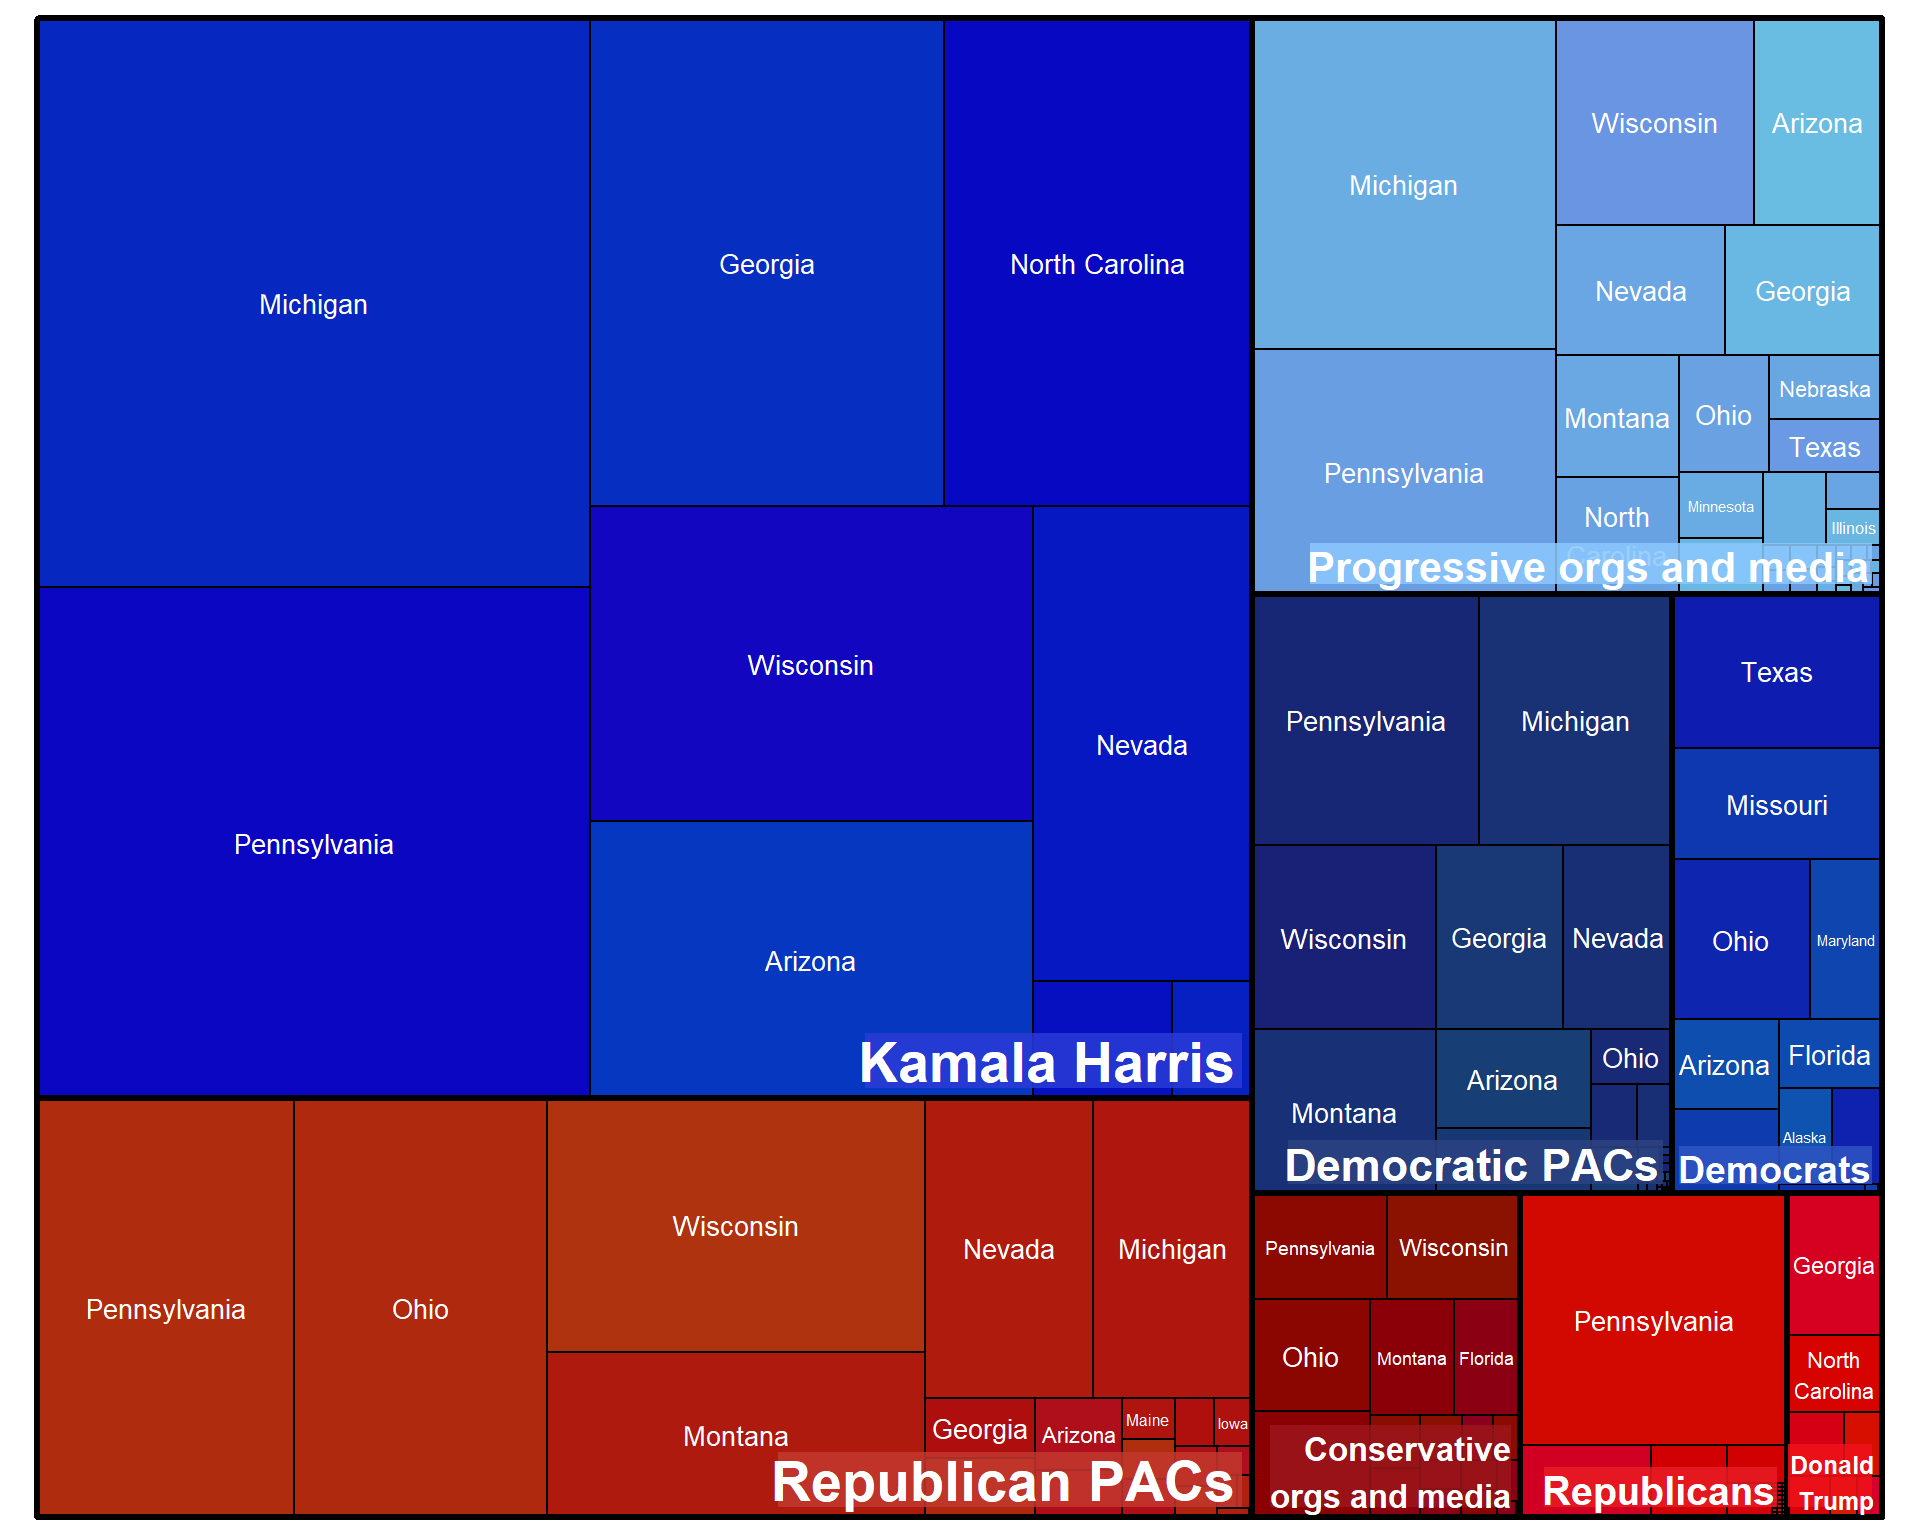 Michigan
Georgia
North Carolina
Pennsylvania
Wisconsin
Nevada
Arizona
Kamala Harris
Pennsylvania
Ohio
Wisconsin
Montana
Nevada
Michigan
Georgia
Arizona
Maine
Iowa
Republican PACs
Michigan
Wisconsin
Arizona
Nevada
Georgia
Pennsylvania
Montana
Ohio
Nebraska
Texas
North
Carolina
Minnesota
Illinois
Progressive orgs and media
Pennsylvania
Michigan
Wisconsin
Georgia
Nevada
Montana
Arizona
Ohio
Democratic PACs
Texas
Missouri
Ohio
Maryland
Arizona
Florida
Alaska
Democrats
Pennsylvania
Wisconsin
Ohio
Montana
Florida
Conservative
orgs and media
Pennsylvania
Republicans
Georgia
North
Carolina
Donald
Trump